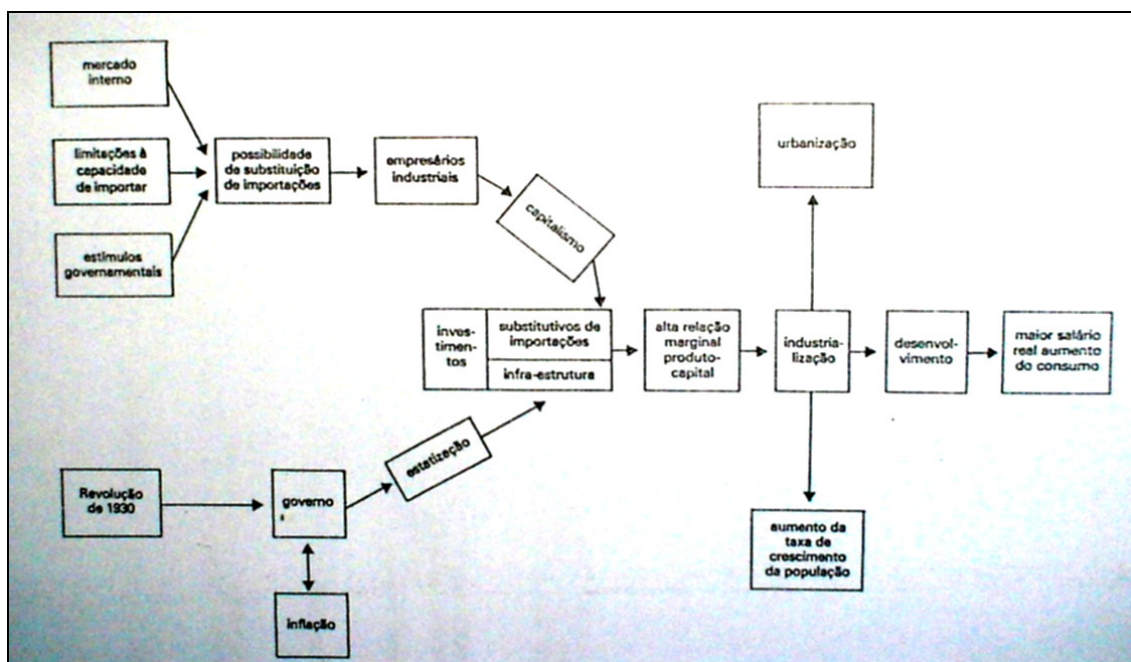 mercado
interno
limitações à
capacidade
de importar
estímulos
governamentais
possibilidade
de substituição
de importações
empresários
industriais
capitalismo
urbanização
inves-
timen-
tos
substitutivos de
importações
infra-estrutura
alta relação
marginal
produto-
capital
industria-
lização
desenvol-
vimento
maior salário
real aumento
do consumo
Revolução
de 1930
governo
estatização
inflação
aumento da
taxa de
crescimento
da população